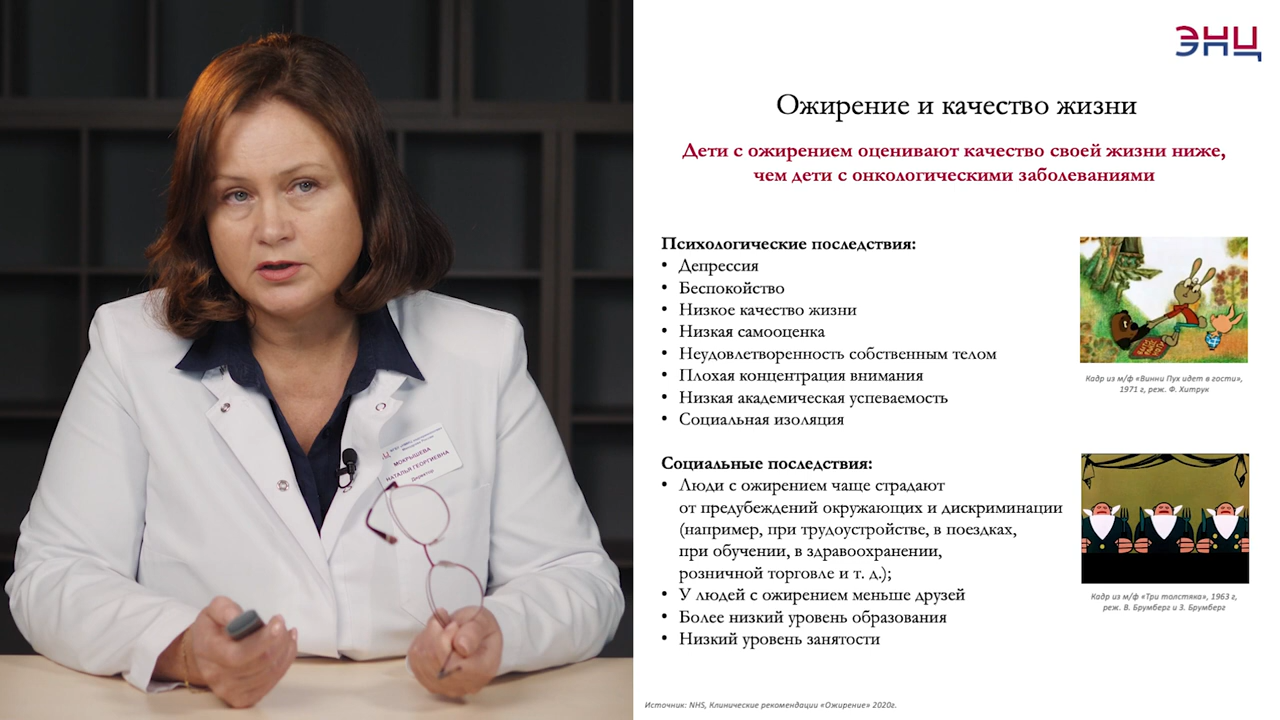 ЭНЦ
Ожирение и качество жизни
Дети с ожирением оценивают качество своей жизни ниже,
чем дети с онкологическими заболеваниями
Психологические последствия:
• Депрессия
• Беспокойство
• Низкое качество жизни
• Низкая самооценка
• Неудовлетворенность собственным телом
• Плохая концентрация внимания
• Низкая академическая успеваемость
• Социальная изоляция
Кадр из м/ф «Винни Пух идет в гости»,
1971 г, реж. Ф. Хитрук
Социальные последствия:
• Люди с ожирением чаще страдают
от предубеждений окружающих и дискриминации
(например, при трудоустройстве, в поездках,
при обучении, в здравоохранении,
розничной торговле и т. д.);
• У людей с ожирением меньше друзей
• Более низкий уровень образования
• Низкий уровень занятости
Кадр из м/ф «Три толстяка», 1963 г,
реж. В. Брумберг и З. Брумберг
Источник: NHS, Клинические рекомендации «Ожирение» 2020г.
МОКРЫШЕВА
НАТАЛЬЯ ГЕОРГИЕВНА
Директор